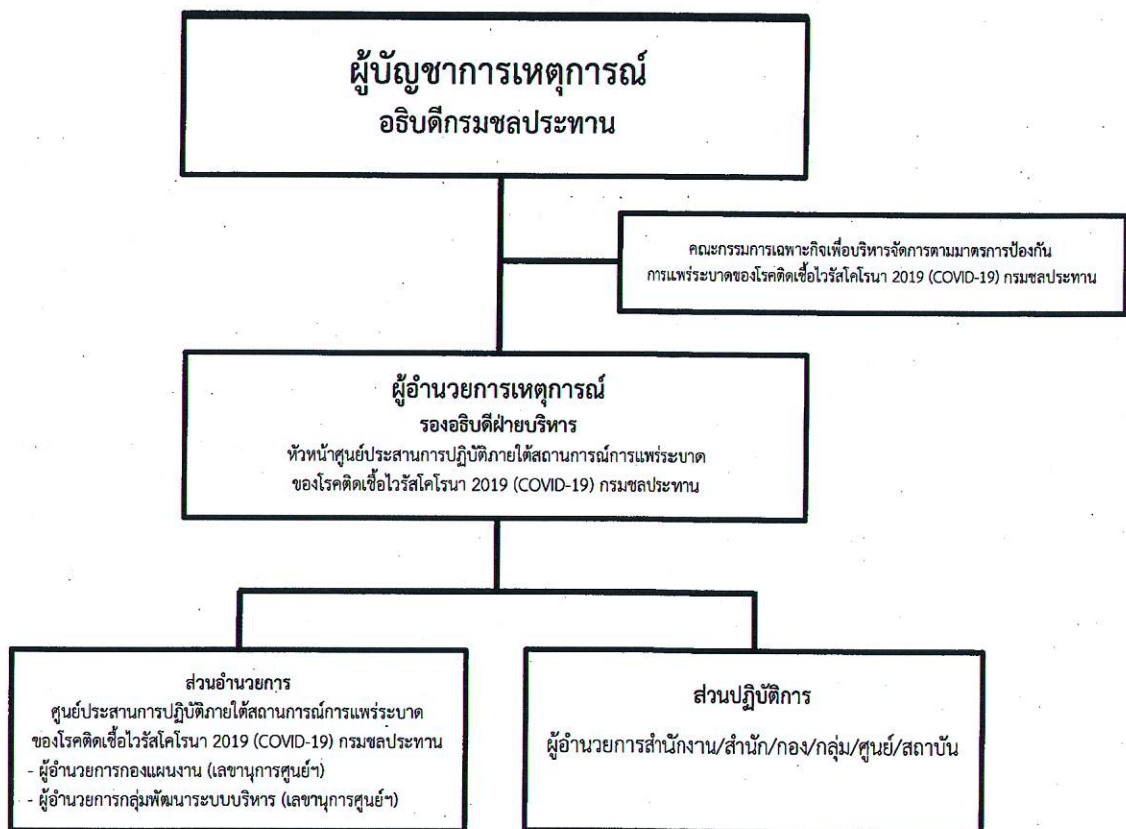 ผู้บัญชาการเหตุการณ์
อธิบดีกรมชลประทาน
คณะกรรมการเฉพาะกิจเพื่อบริหารจัดการตามมาตรการป้องกัน
การแพร่ระบาดของโรคติดเชื้อไวรัสโคโรนา 2019 (COVID-19) กรมชลประทาน
ผู้อำนวยการเหตุการณ์
รองอธิบดีฝ่ายบริหาร
หัวหน้าศูนย์ประสานการปฏิบัติภายใต้สถานการณ์การแพร่ระบาด
ของโรคติดเชื้อไวรัสโคโรนา 2019 (COVID-19) กรมชลประทาน
ส่วนอำนวยการ
ศูนย์ประสานการปฏิบัติภายใต้สถานการณ์การแพร่ระบาด
ของโรคติดเชื้อไวรัสโคโรนา 2019 (COVID-19) กรมชลประทาน
- ผู้อำนวยการกองแผนงาน (เลขานุการศูนย์ฯ)
- ผู้อำนวยการกลุ่มพัฒนาระบบบริหาร (เลขานุการศูนย์ฯ)
ส่วนปฏิบัติการ
ผู้อำนวยการสำนักงาน/สำนัก/กอง/กลุ่ม/ศูนย์/สถาบัน